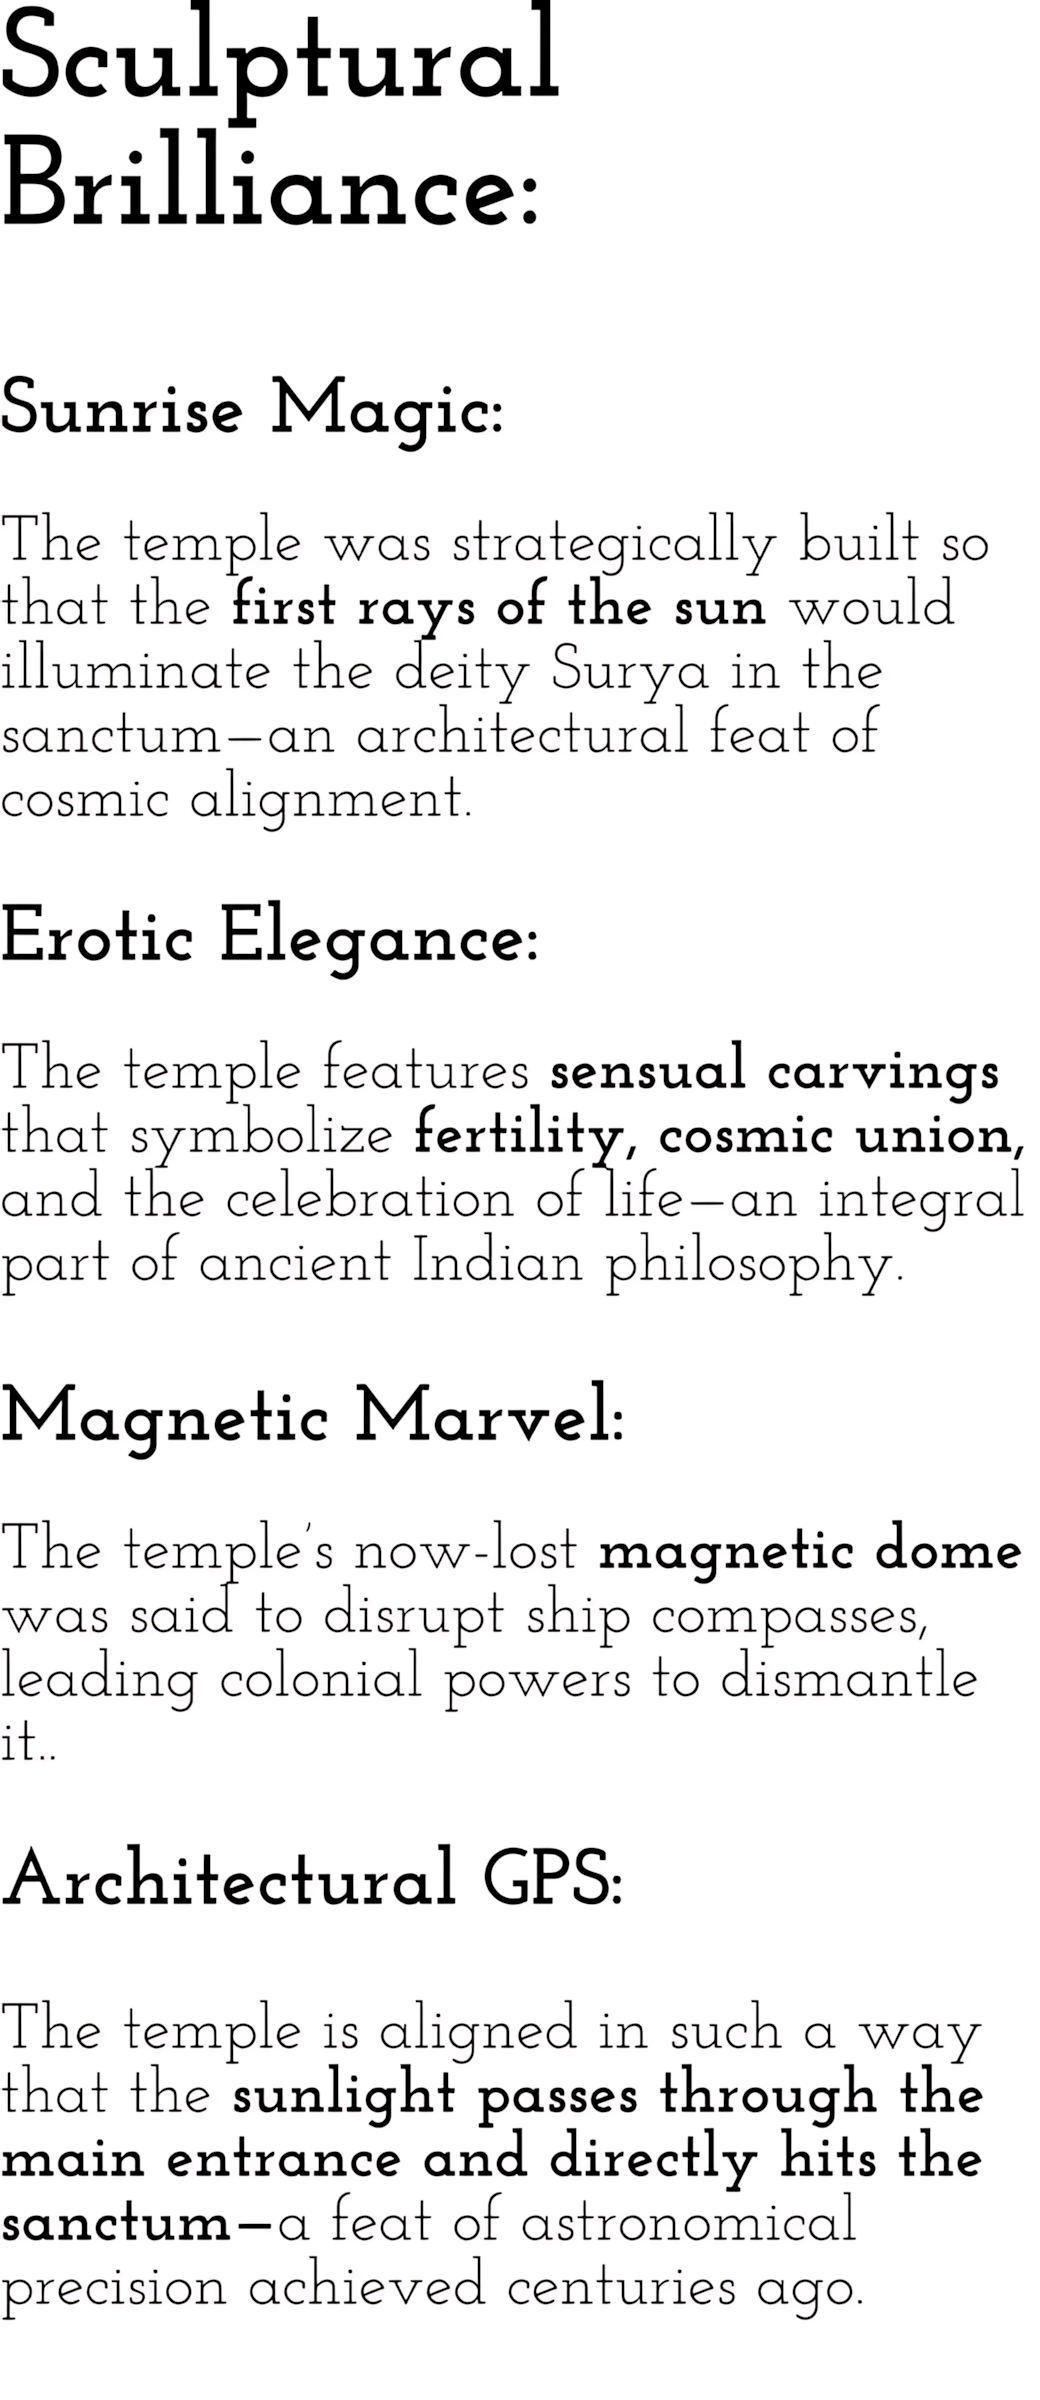 Sculptural
Brilliance:
Sunrise Magic:
The temple was strategically built so
that the first rays of the sun would
illuminate the deity Surya in the
sanctum—an architectural feat of
cosmic alignment.
Erotic Elegance:
The temple features sensual carvings
that symbolize fertility, cosmic union,
and the celebration of life—an integral
part of ancient Indian philosophy.
Magnetic Marvel:
The temple's now-lost magnetic dome
was said to disrupt ship compasses,
leading colonial powers to dismantle
it..
Architectural GPS:
The temple is aligned in such a way
that the sunlight passes through the
main entrance and directly hits the
sanctum—a feat of astronomical
precision achieved centuries ago.